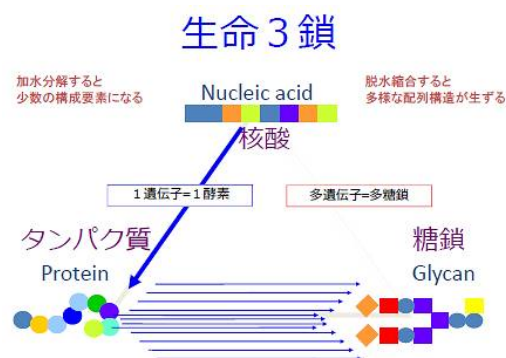 生命３鎖
加水分解すると
少数の構成要素になる
脱水縮合すると
多様な配列構造が生ずる
Nucleic acid
核酸
１遺伝子=１酵素
多遺伝子=多糖鎖
タンパク質
Protein
糖鎖
Glycan